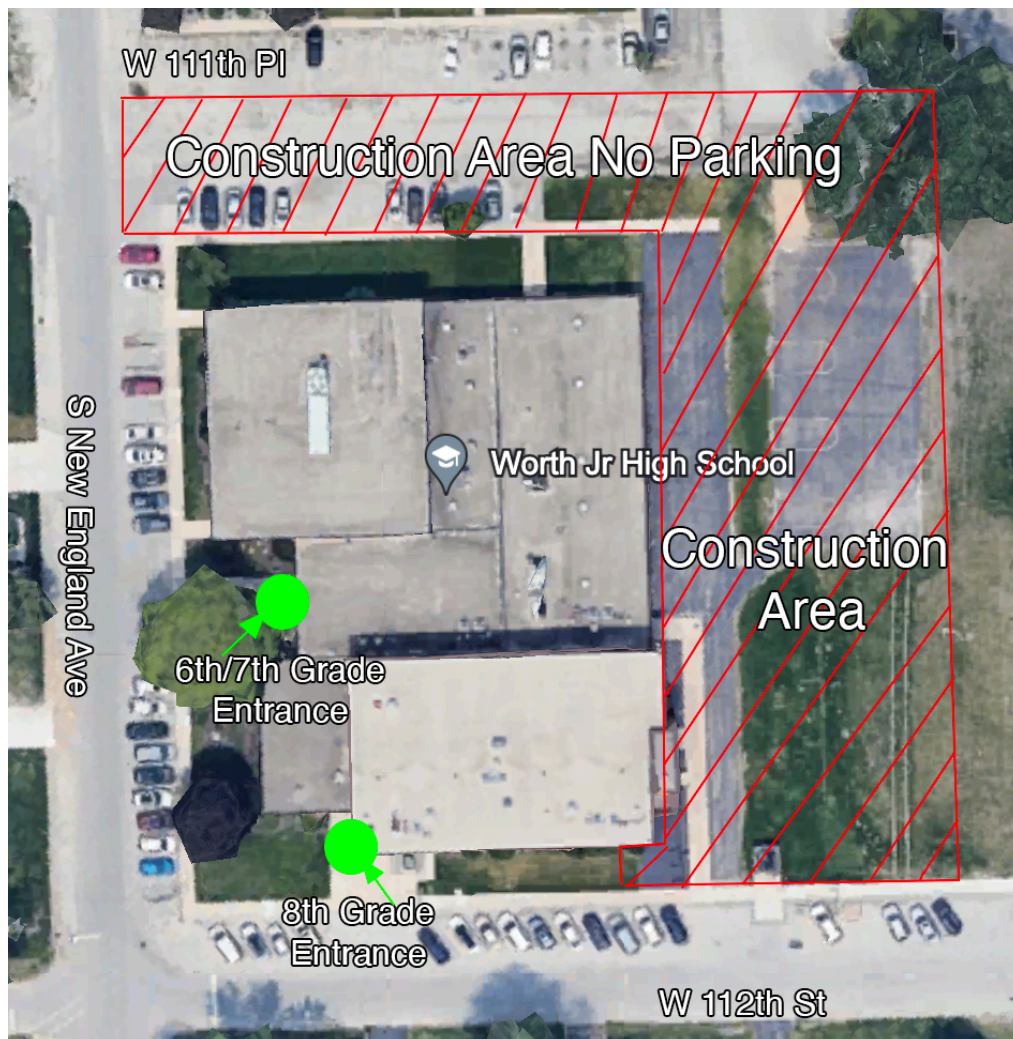 W 111th Pl
Construction Area No Parking
S New England Ave
Worth Jr High School
Construction
Area
6th/7th Grade
Entrance
8th Grade
Entrance
W 112th St